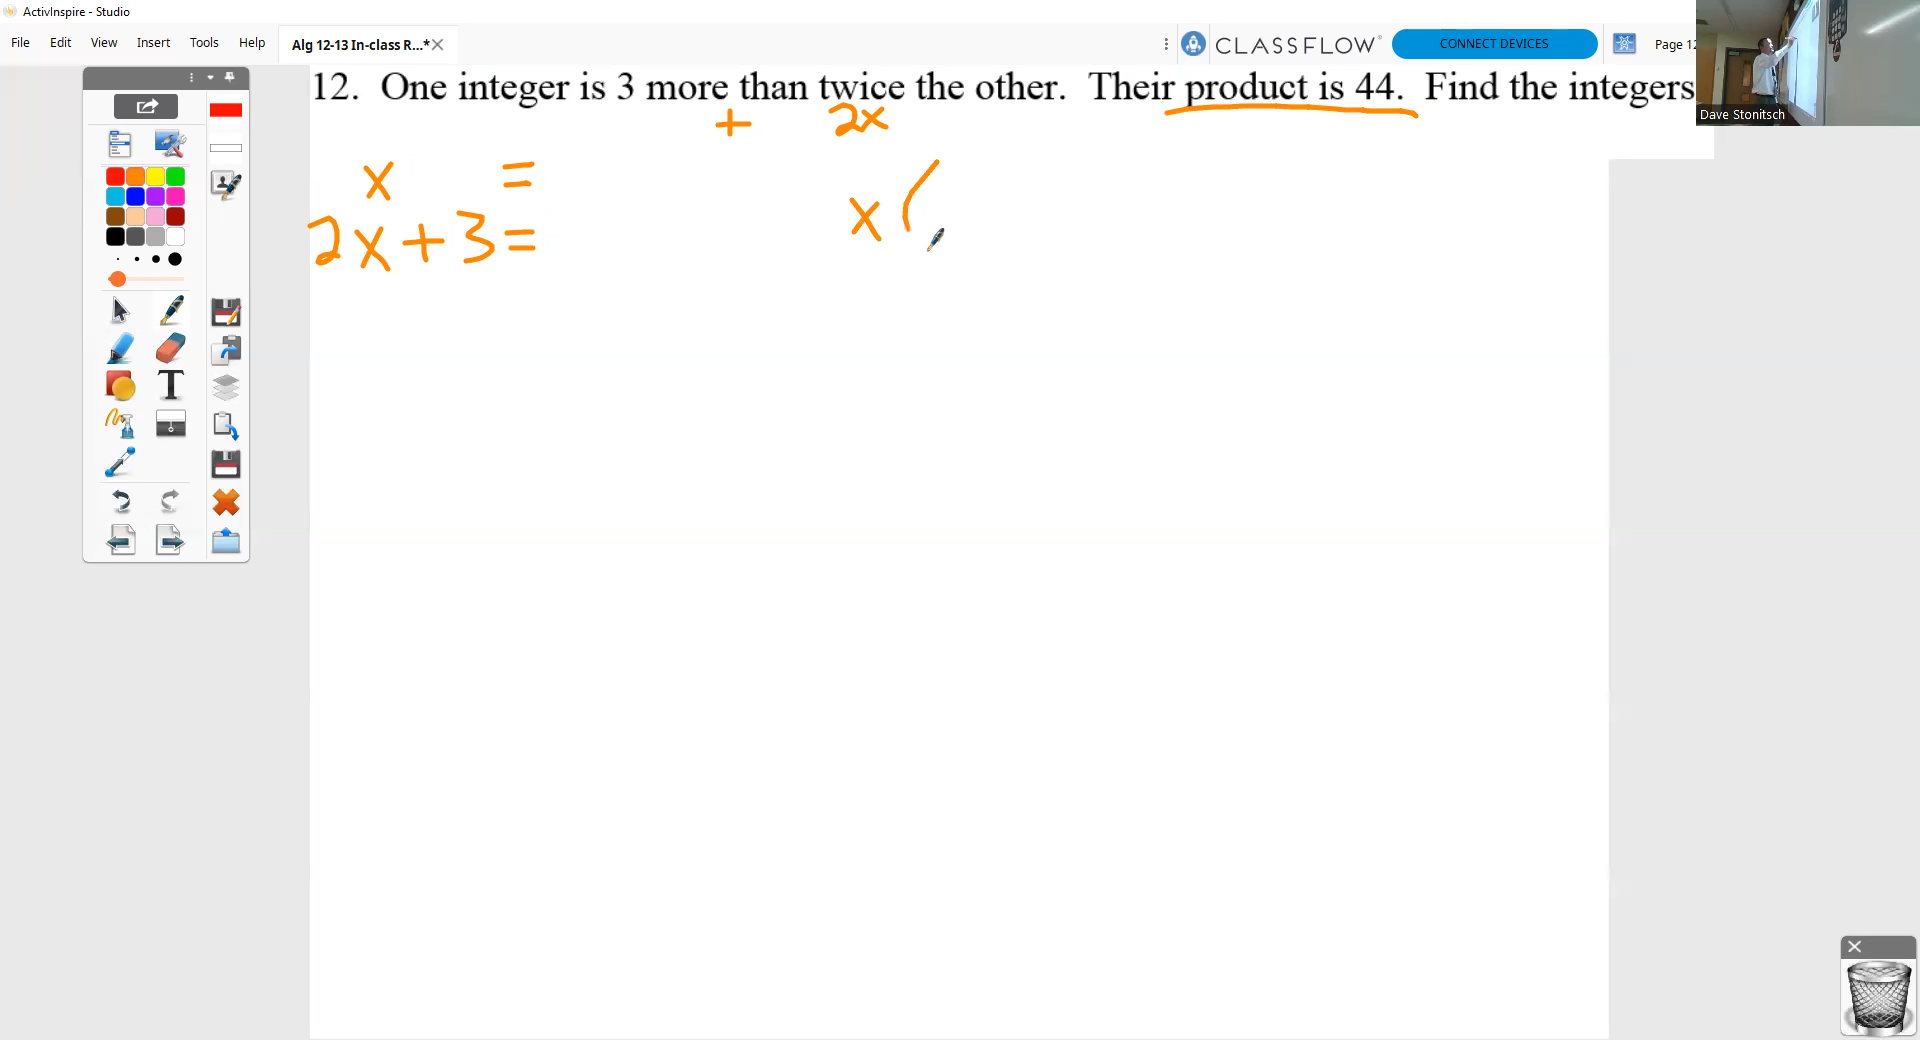 ActivInspire - Studio
File Edit View Insert Tools Help Alg 12-13 In-class R...* CLASSFLOW CONNECT DEVICES Page 12
12. One integer is 3 more than twice the other. Their product is 44. Find the integers
+ 2x
Dave Stonitsch
x =
2x+3=
x(
T